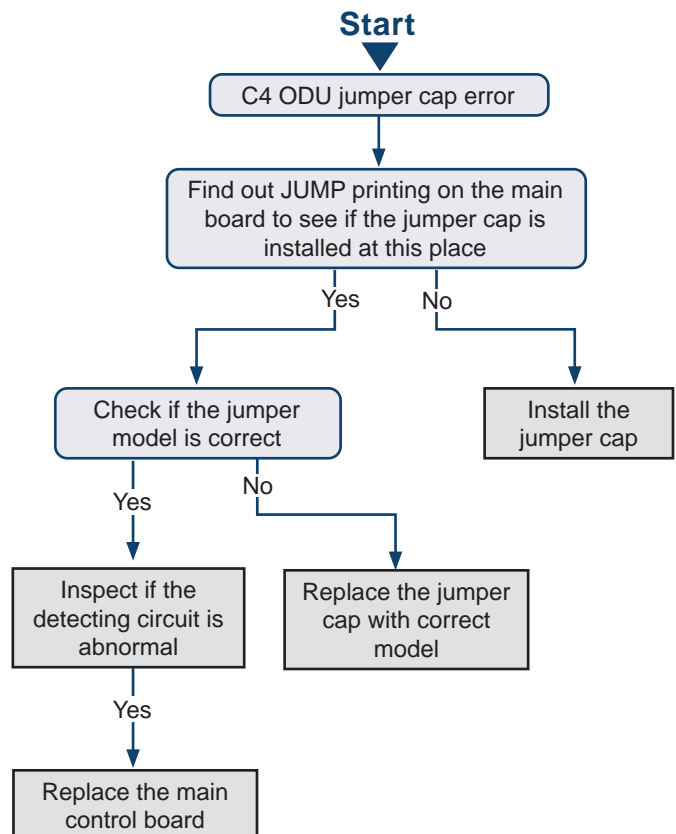 Start
C4 ODU jumper cap error
Find out JUMP printing on the main
board to see if the jumper cap is
installed at this place
Yes
No
Check if the jumper
model is correct
Install the
jumper cap
Yes
No
Inspect if the
detecting circuit is
abnormal
Replace the jumper
cap with correct
model
Yes
Replace the main
control board